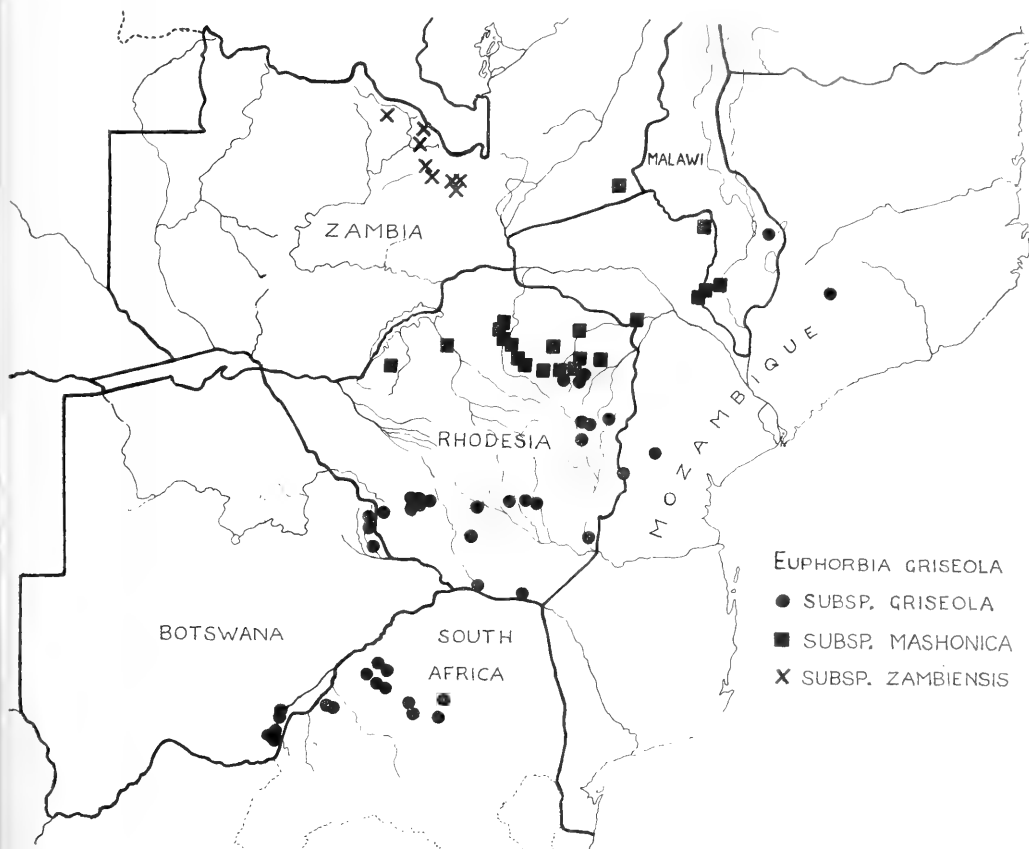 MALAWI
ZAMBIA
RHODESIA
MOZAMBIQUE
BOTSWANA
SOUTH
AFRICA
EUPHORBIA GRISEOLA
SUBSP. GRISEOLA
SUBSP. MASHONICA
SUBSP. ZAMBIENSIS